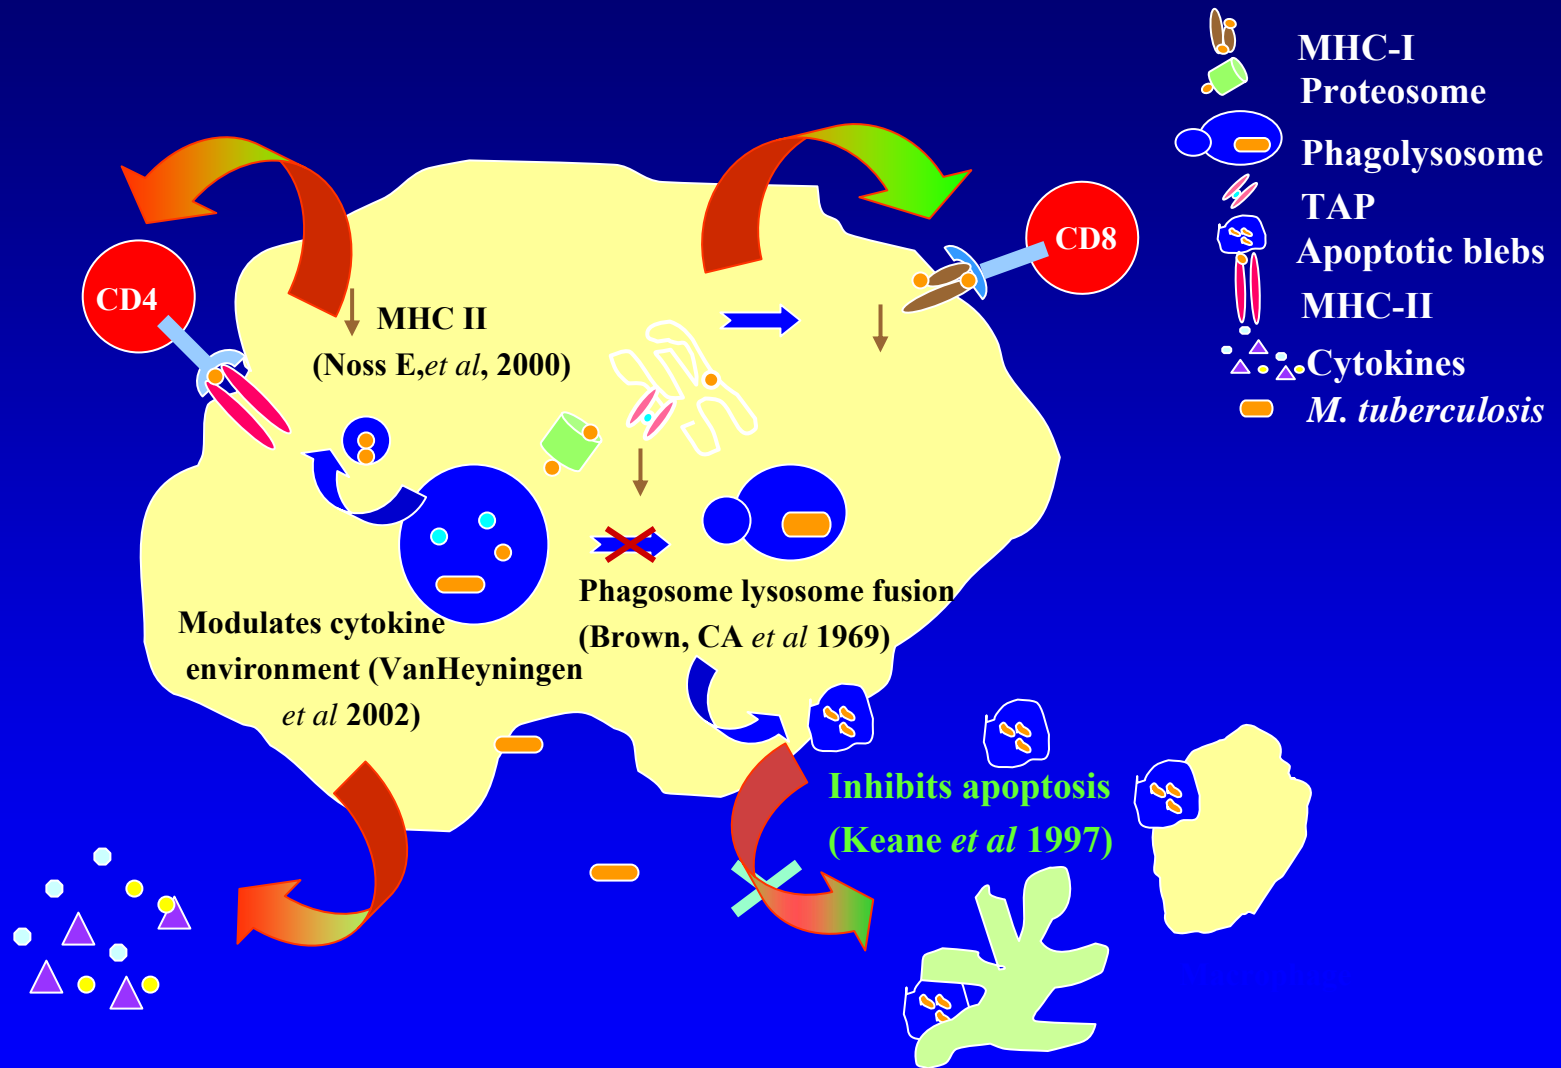 MHC-I
Proteosome
Phagolysosome
TAP
Apoptotic blebs
MHC-II
Cytokines
M. tuberculosis
CD4
CD8
MHC II
(Noss E,et al, 2000)
Phagosome lysosome fusion
(Brown, CA et al 1969)
Modulates cytokine
environment (VanHeyningen
et al 2002)
Inhibits apoptosis
(Keane et al 1997)